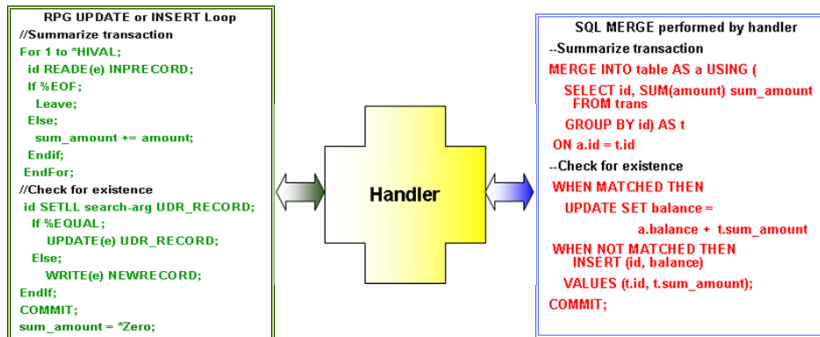 RPG UPDATE or INSERT Loop
//Summarize transaction
For 1 to *HIVAL;
id READE(e) INPRECORD;
If %EOF;
Leave;
Else;
sum_amount += amount;
Endif;
EndFor;
//Check for existence
id SETLL search-arg UDR_RECORD;
If %EQUAL;
UPDATE(e) UDR_RECORD;
Else;
WRITE(e) NEWRECORD;
EndIf;
COMMIT;
sum_amount = *Zero;
Handler
SQL MERGE performed by handler
--Summarize transaction
MERGE INTO table AS a USING (
SELECT id, SUM(amount) sum_amount
FROM trans
GROUP BY id) AS t
ON a.id = t.id
--Check for existence
WHEN MATCHED THEN
UPDATE SET balance =
a.balance + t.sum_amount
WHEN NOT MATCHED THEN
INSERT (id, balance)
VALUES (t.id, t.sum_amount);
COMMIT;